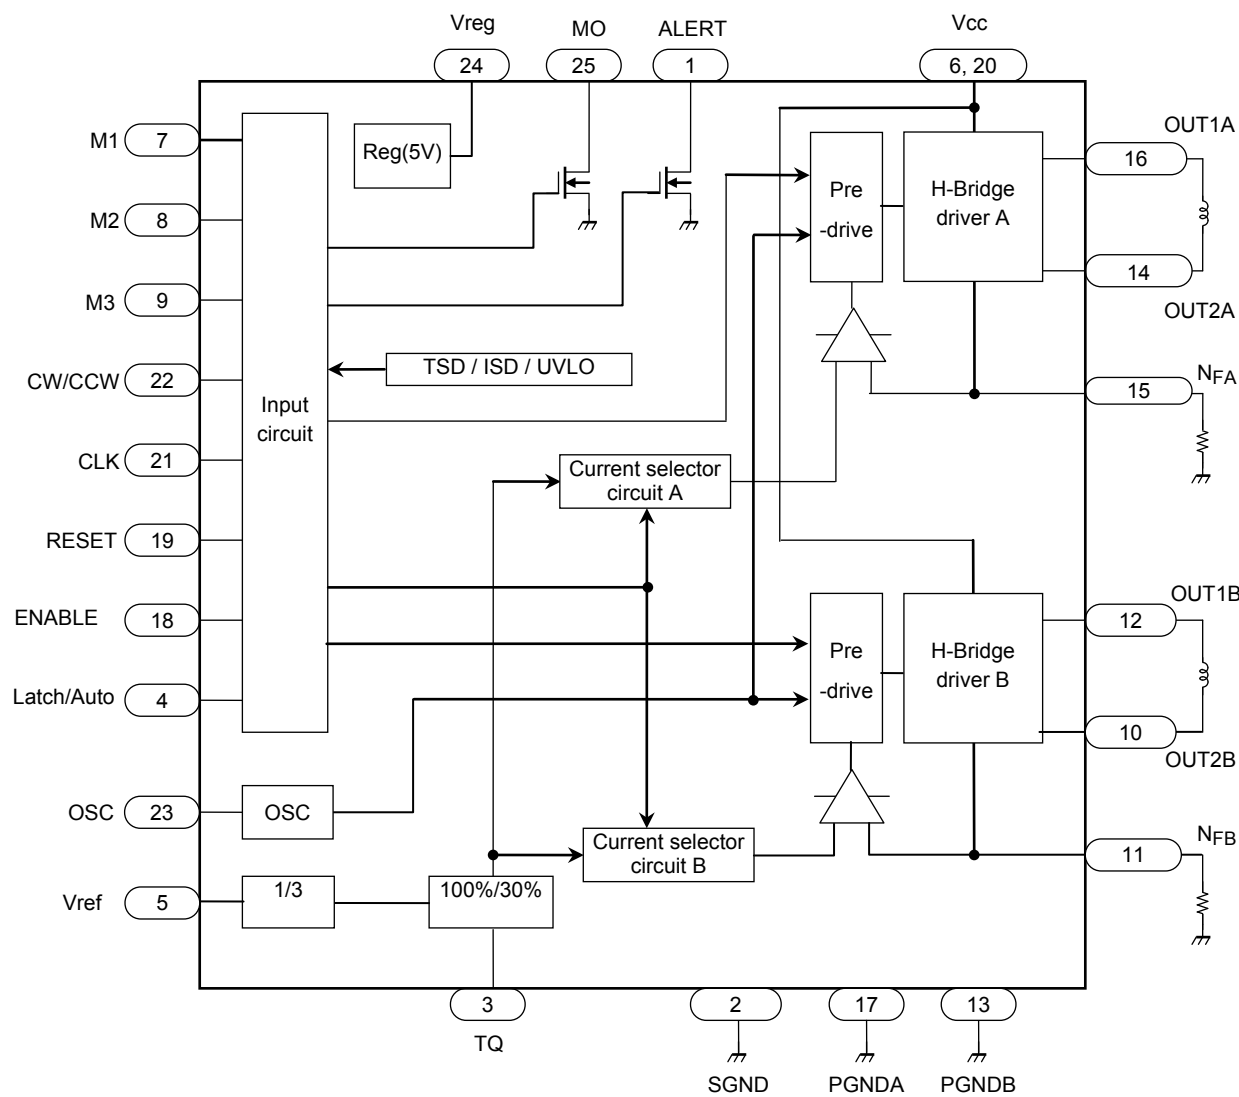 Vreg
MO
ALERT
Vcc
24
25
1
6, 20
M1
7
M2
8
M3
9
CW/CCW
22
CLK
21
RESET
19
ENABLE
18
Latch/Auto
4
OSC
23
Vref
5
Input
circuit
Reg(5V)
TSD / ISD / UVLO
Current selector
circuit A
Current selector
circuit B
OSC
1/3
100%/30%
Pre
-drive
H-Bridge
driver A
Pre
-drive
H-Bridge
driver B
OUT1A
16
14
OUT2A
NFA
15
OUT1B
12
10
OUT2B
NFB
11
3
TQ
2
SGND
17
PGNDA
13
PGNDB